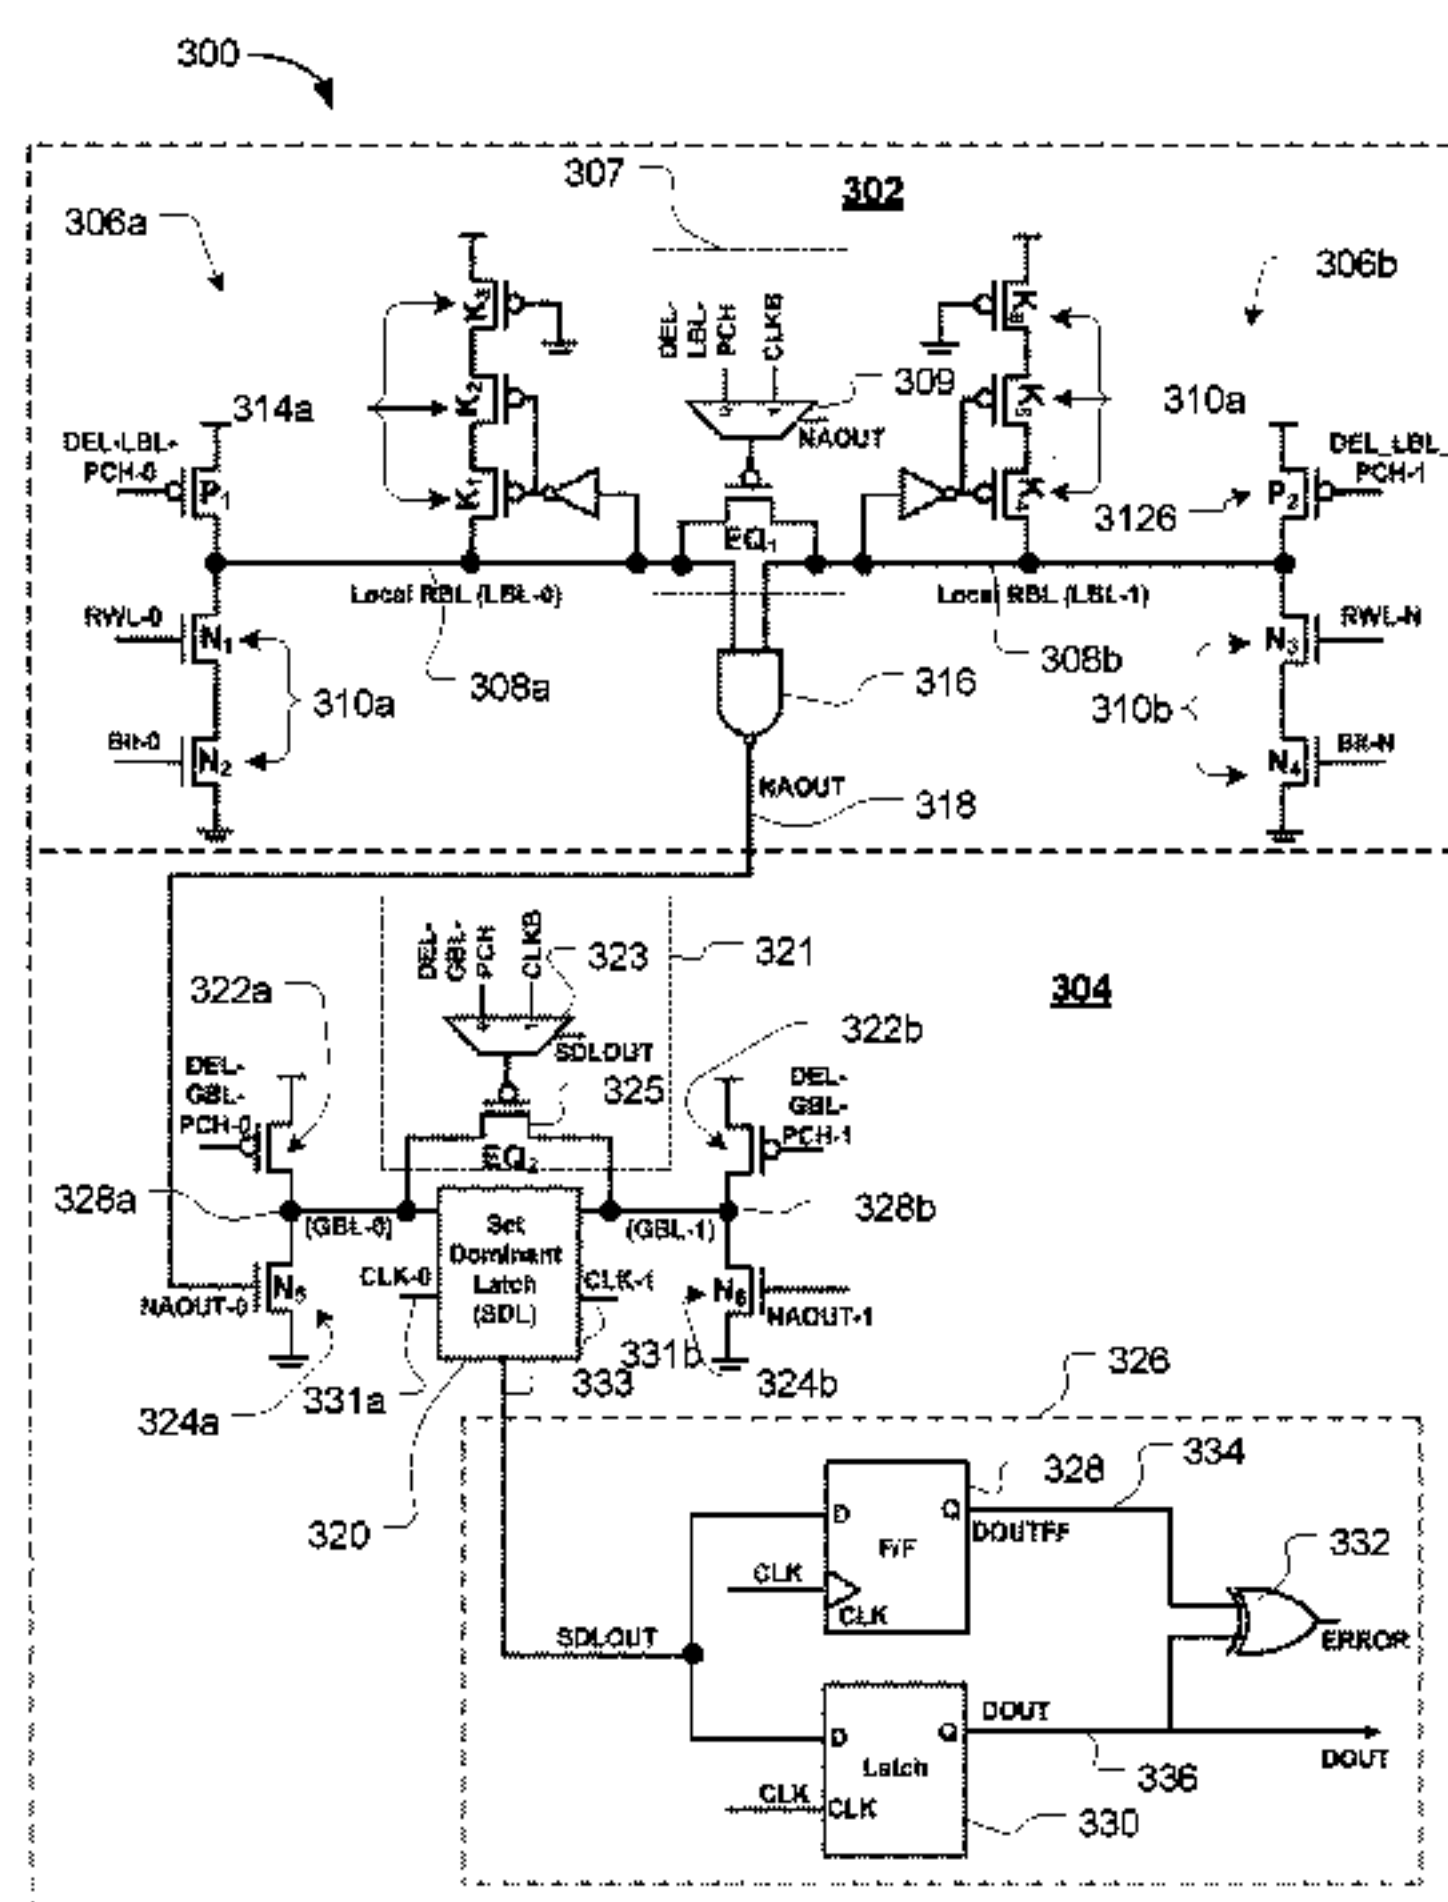 300
302
307
306a
306b
DEL-
LBL-
PCH
CLKB
309
NAOUT
314a
310a
K3
K2
K1
DEL-LBL-
PCH-0
P1
DEL_LBL_
PCH-1
P2
3126
EQ1
Local RBL (LBL-0)
Local RBL (LBL-1)
RWL-0
N1
RWL-N
N3
308a
308b
316
310a
310b
Bit-0
N2
Bit-N
N4
NAOUT
318
304
DEL-
GBL-
PCH
CLKB
323
321
322a
322b
SDLOUT
325
DEL-
GBL-
PCH-0
DEL-
GBL-
PCH-1
EQ2
328a
328b
(GBL-0)
(GBL-1)
Set
Dominant
Latch
(SDL)
CLK-0
CLK-1
N5
N6
NAOUT-0
NAOUT-1
331a
331b
333
324a
324b
320
326
328
334
D
Q
F/F
DOUTFF
CLK
CLK
332
ERROR
SDLOUT
D
Q
Latch
DOUT
DOUT
336
CLK
CLK
330